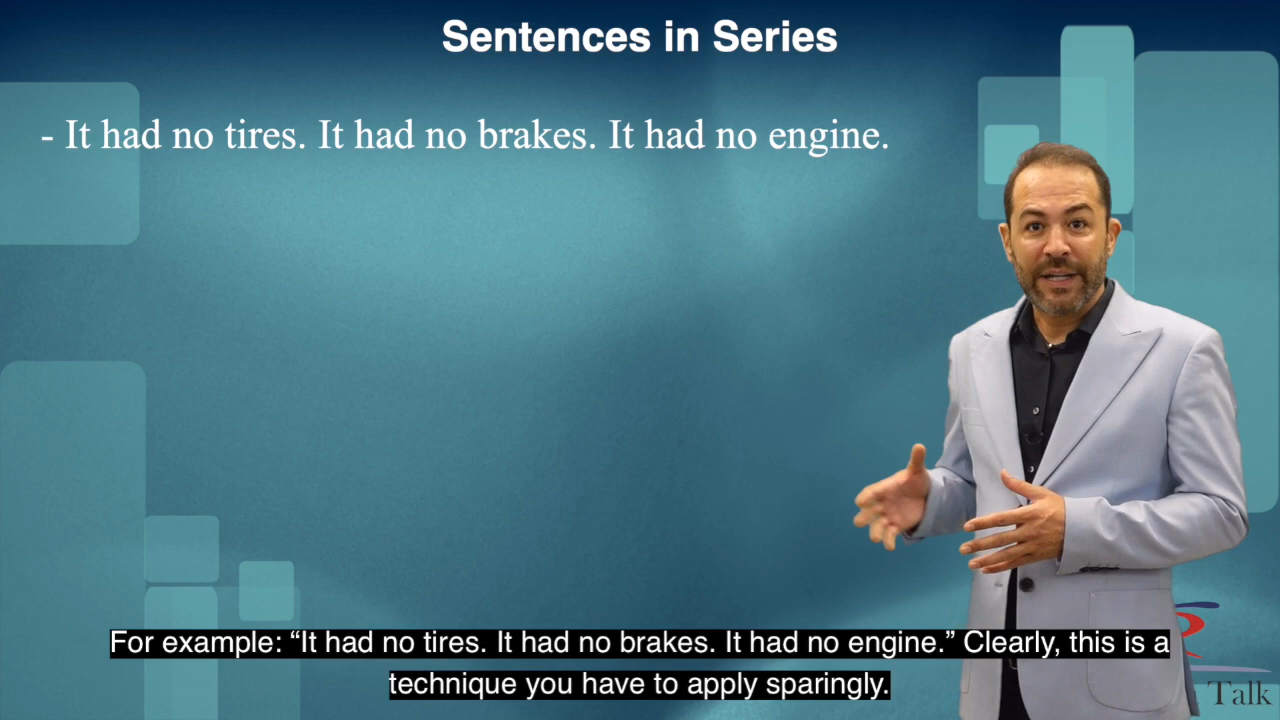 Sentences in Series
- It had no tires. It had no brakes. It had no engine.
For example: “It had no tires. It had no brakes. It had no engine.” Clearly, this is a
technique you have to apply sparingly.
Talk